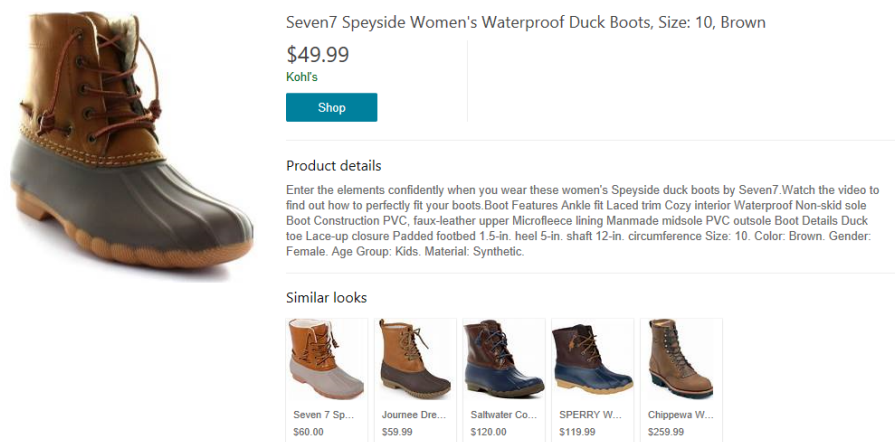 Seven7 Speyside Women's Waterproof Duck Boots, Size: 10, Brown
$49.99
Kohl's
Shop
Product details
Enter the elements confidently when you wear these women's Speyside duck boots by Seven7.Watch the video to
find out how to perfectly fit your boots.Boot Features Ankle fit Laced trim Cozy interior Waterproof Non-skid sole
Boot Construction PVC, faux-leather upper Microfleece lining Manmade midsole PVC outsole Boot Details Duck
toe Lace-up closure Padded footbed 1.5-in. heel 5-in. shaft 12-in. circumference Size: 10. Color: Brown. Gender:
Female. Age Group: Kids. Material: Synthetic.
Similar looks
Seven 7 Sp... Journee Dre... Saltwater Co... SPERRY W... Chippewa W...
$60.00 $59.99 $120.00 $119.99 $259.99